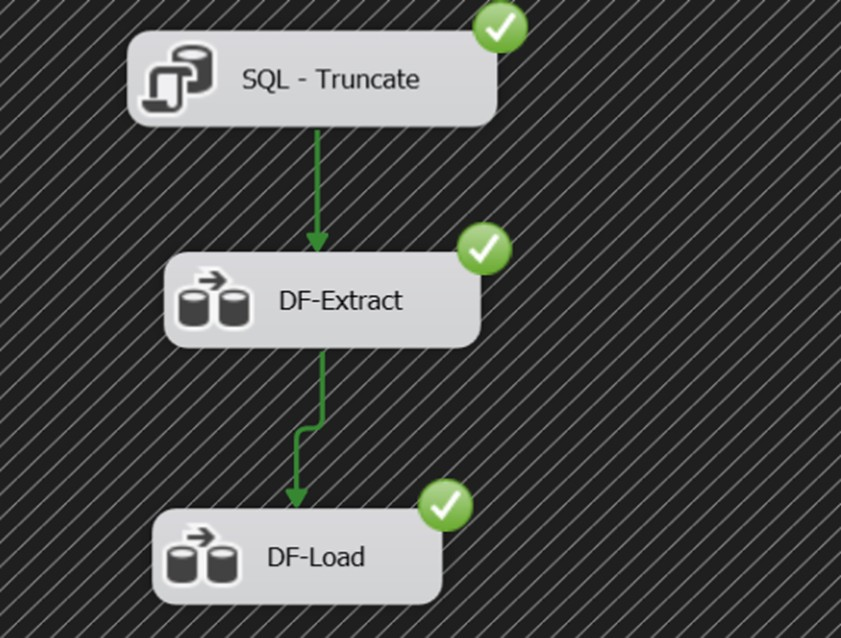 SQL - Truncate
DF-Extract
DF-Load